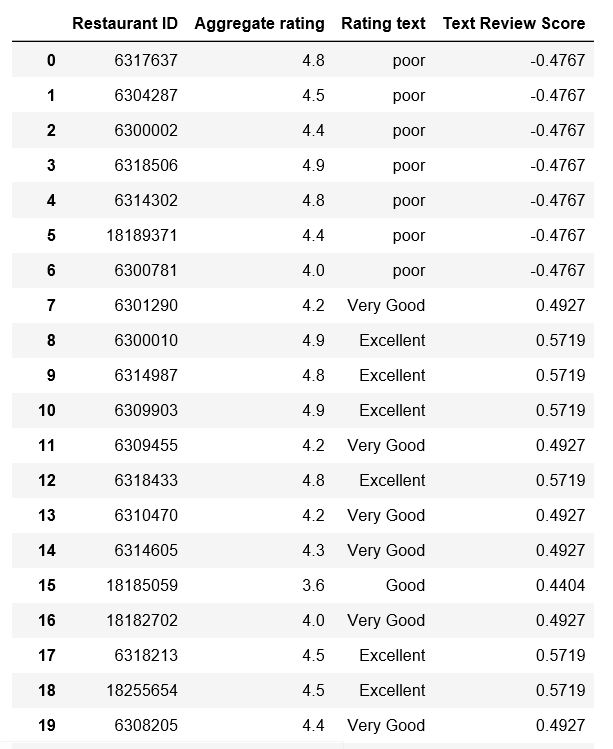 Restaurant ID Aggregate rating Rating text Text Review Score
0 6317637 4.8 poor -0.4767
1 6304287 4.5 poor -0.4767
2 6300002 4.4 poor -0.4767
3 6318506 4.9 poor -0.4767
4 6314302 4.8 poor -0.4767
5 18189371 4.4 poor -0.4767
6 6300781 4.0 poor -0.4767
7 6301290 4.2 Very Good 0.4927
8 6300010 4.9 Excellent 0.5719
9 6314987 4.8 Excellent 0.5719
10 6309903 4.9 Excellent 0.5719
11 6309455 4.2 Very Good 0.4927
12 6318433 4.8 Excellent 0.5719
13 6310470 4.2 Very Good 0.4927
14 6314605 4.3 Very Good 0.4927
15 18185059 3.6 Good 0.4404
16 18182702 4.0 Very Good 0.4927
17 6318213 4.5 Excellent 0.5719
18 18255654 4.5 Excellent 0.5719
19 6308205 4.4 Very Good 0.4927